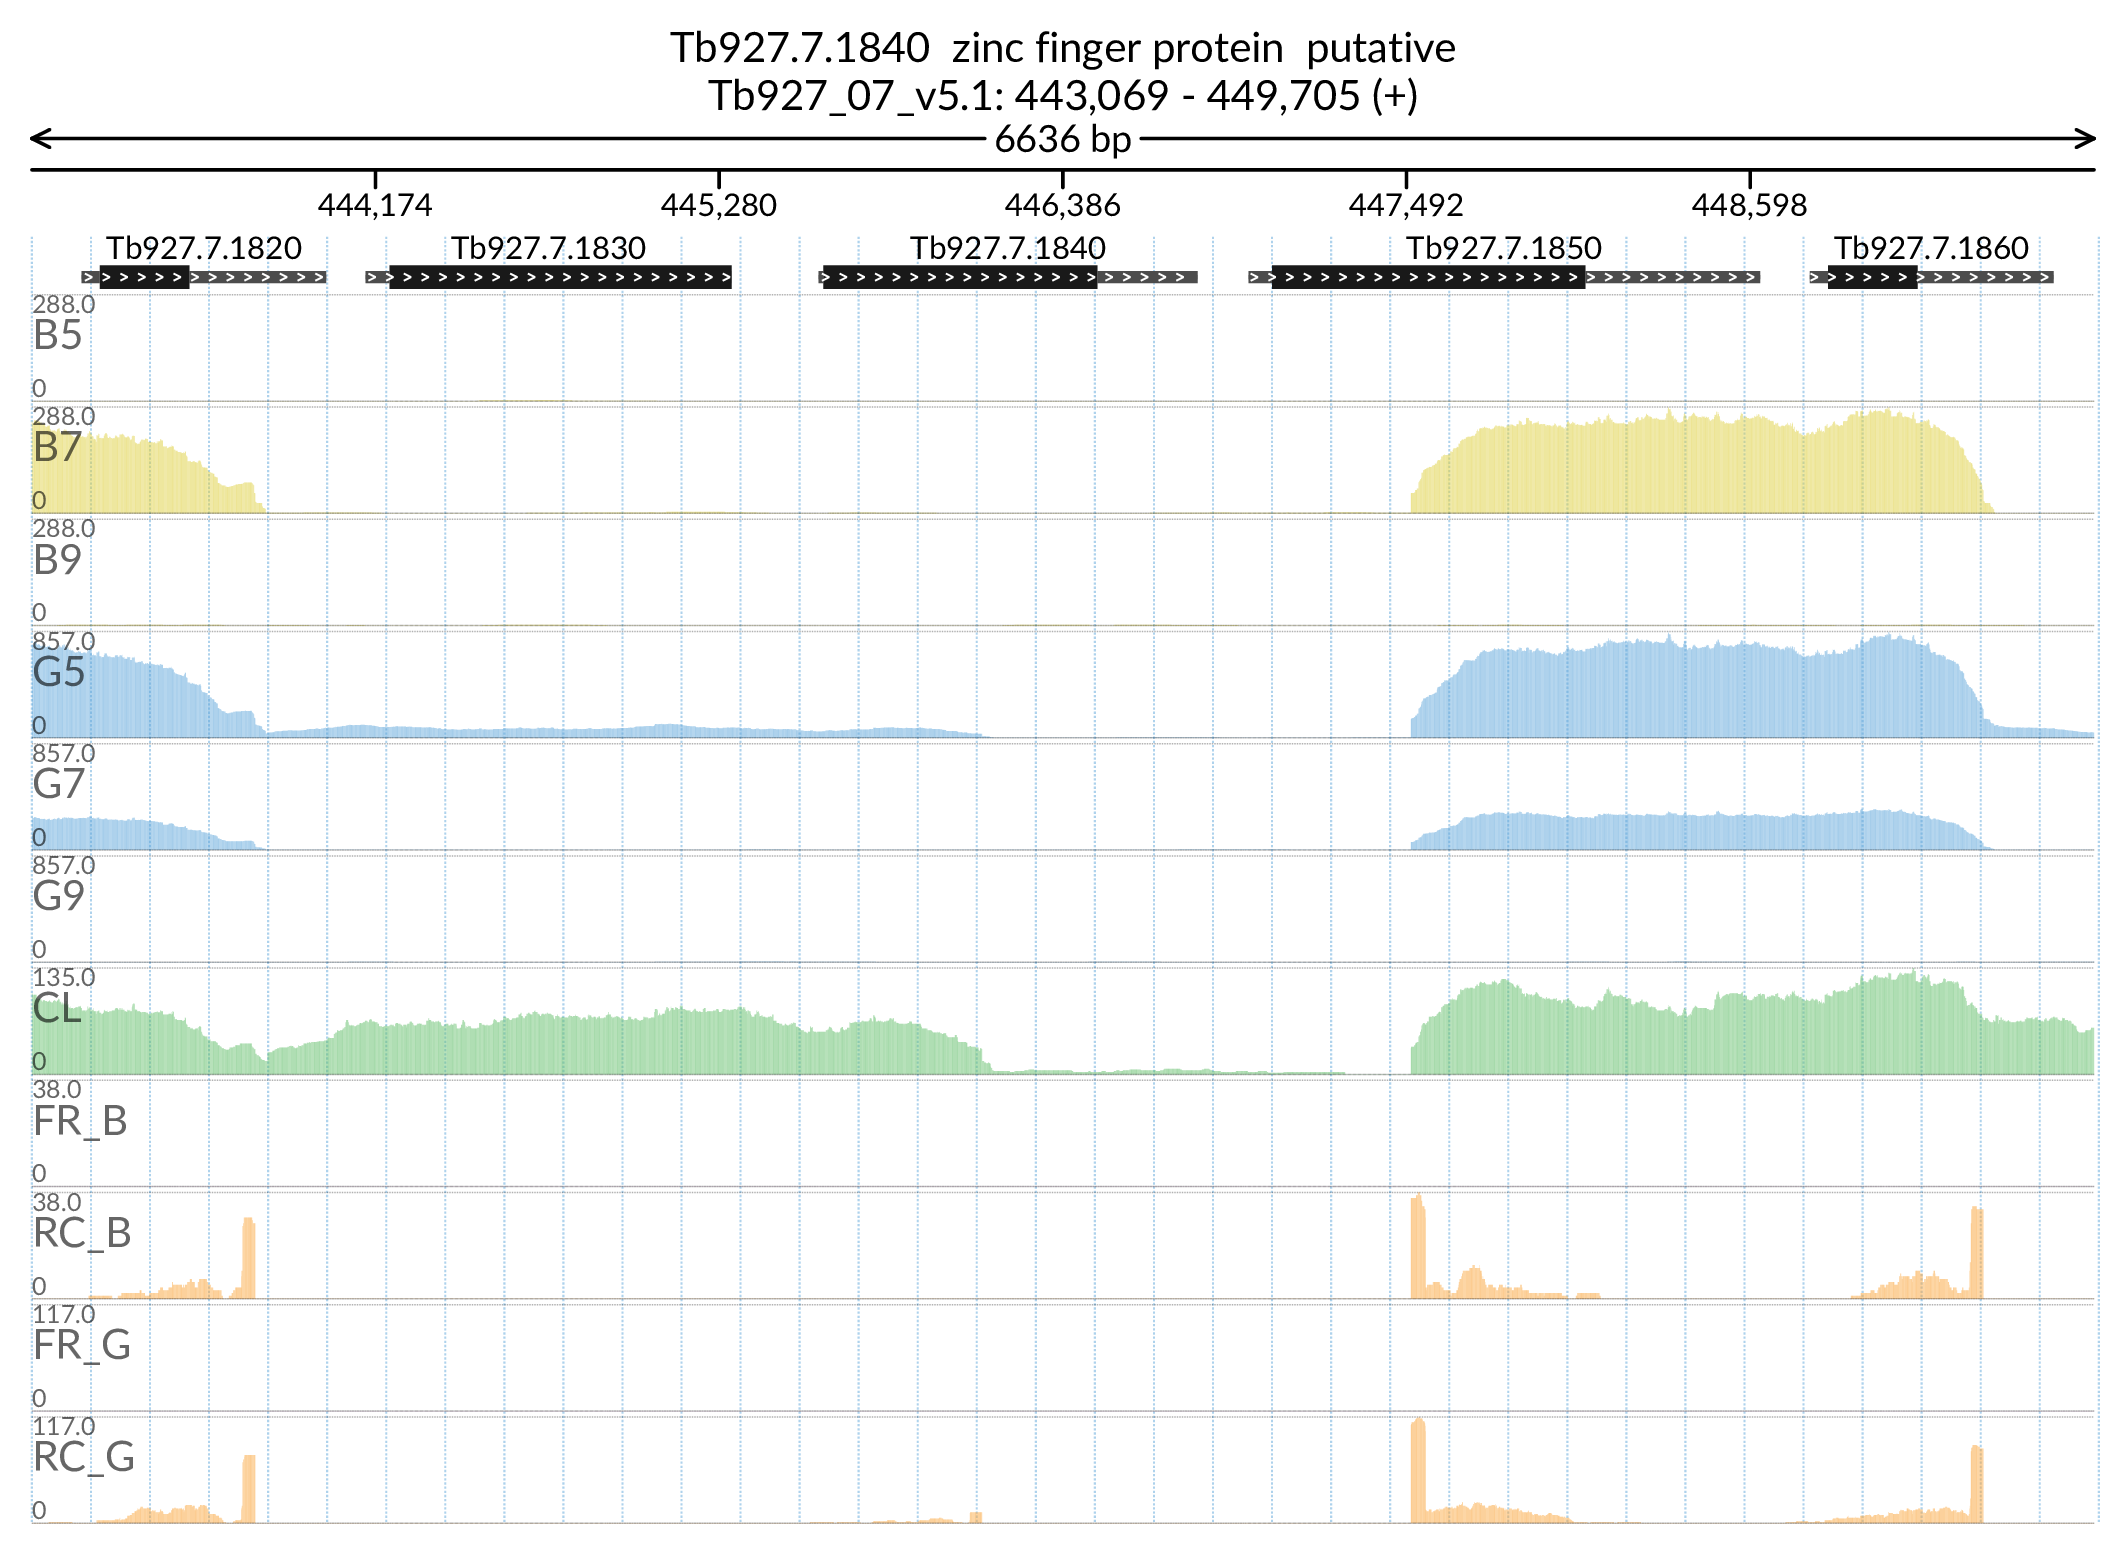 Tb927.7.1840  zinc finger protein  putative
Tb927_07_v5.1: 443,069 - 449,705 (+)
6636 bp
444,174 445,280 446,386 447,492 448,598
Tb927.7.1820 Tb927.7.1830 Tb927.7.1840 Tb927.7.1850 Tb927.7.1860
288.0
B5
0
288.0
B7
0
288.0
B9
0
857.0
G5
0
857.0
G7
0
857.0
G9
0
135.0
CL
0
38.0
FR_B
0
38.0
RC_B
0
117.0
FR_G
0
117.0
RC_G
0